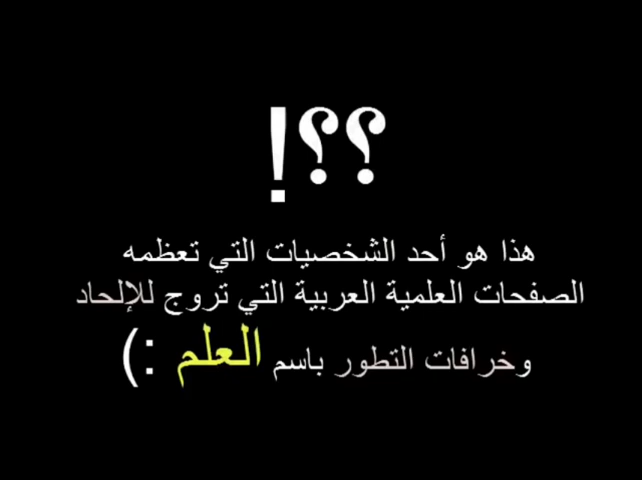 ؟؟!
هذا هو أحد الشخصيات التي تعظمه
الصفحات العلمية العربية التي تروج للإلحاد
وخرافات التطور باسم العلم :)